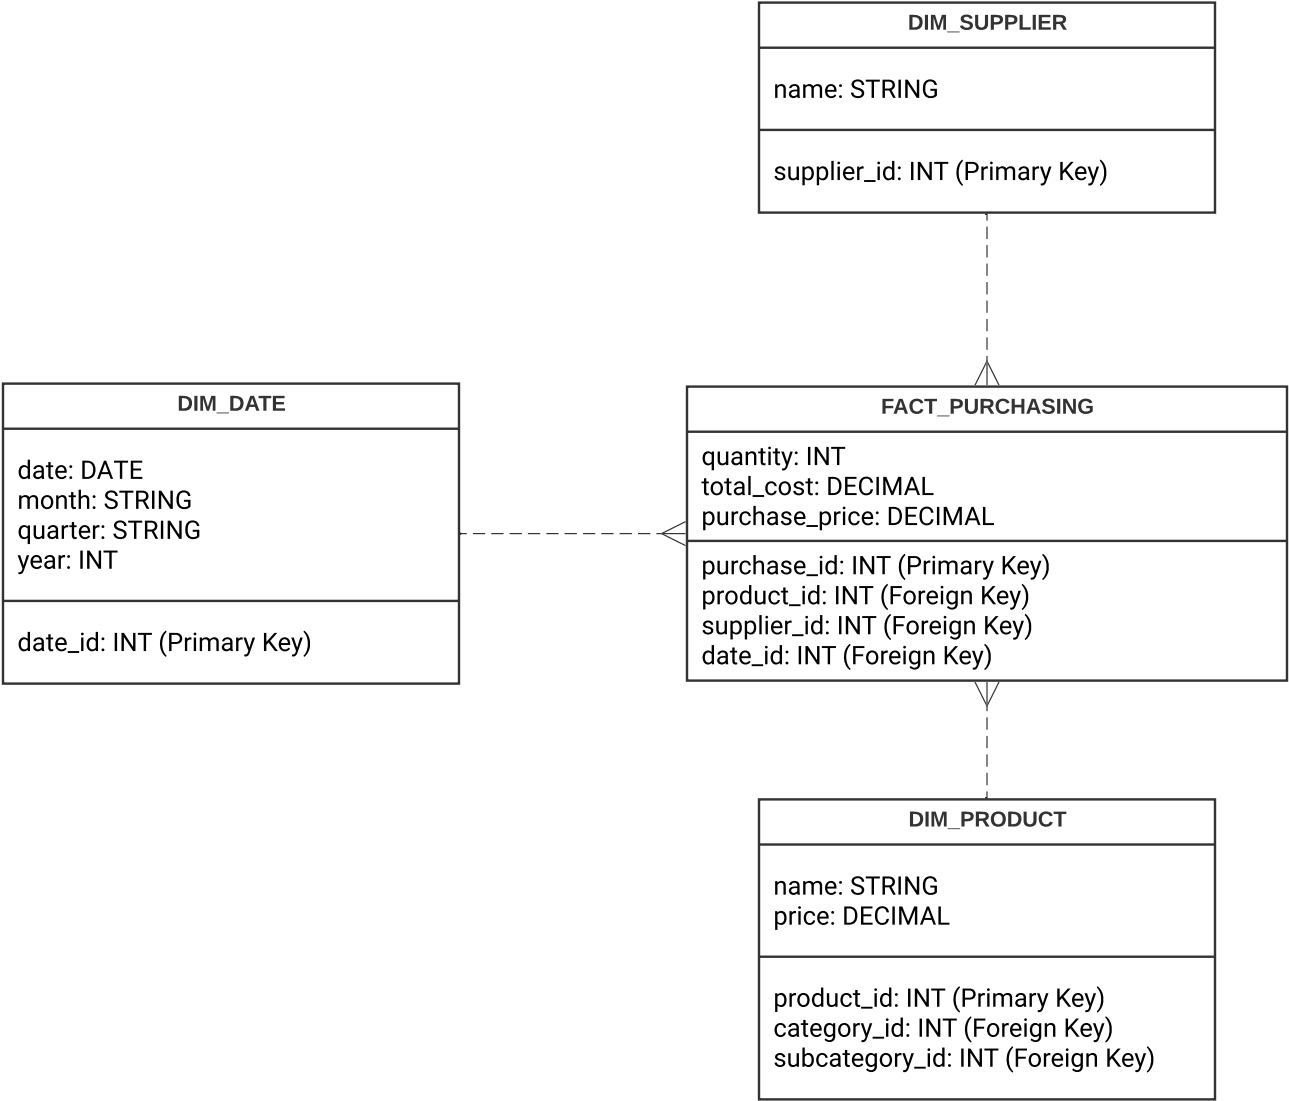 DIM_SUPPLIER
name: STRING
supplier_id: INT (Primary Key)
DIM_DATE
date: DATE
month: STRING
quarter: STRING
year: INT
date_id: INT (Primary Key)
FACT_PURCHASING
quantity: INT
total_cost: DECIMAL
purchase_price: DECIMAL
purchase_id: INT (Primary Key)
product_id: INT (Foreign Key)
supplier_id: INT (Foreign Key)
date_id: INT (Foreign Key)
DIM_PRODUCT
name: STRING
price: DECIMAL
product_id: INT (Primary Key)
category_id: INT (Foreign Key)
subcategory_id: INT (Foreign Key)